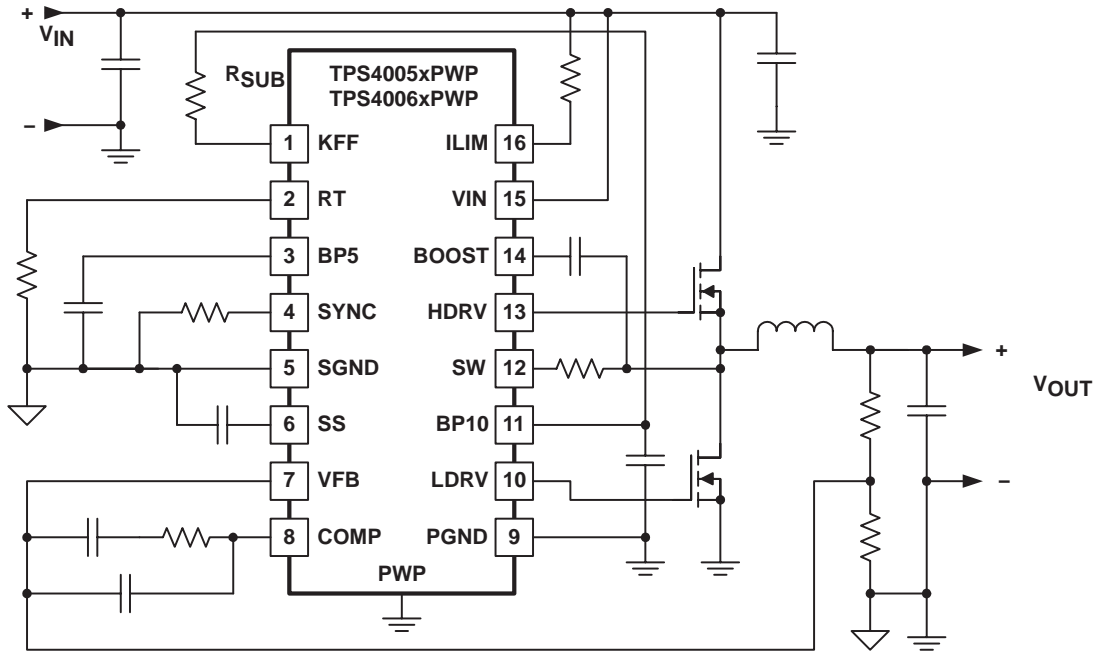 +
VIN
−
RSUB
TPS4005xPWP
TPS4006xPWP
1 KFF
ILIM 16
2 RT
VIN 15
3 BP5
BOOST 14
4 SYNC
HDRV 13
5 SGND
SW 12
6 SS
BP10 11
7 VFB
LDRV 10
8 COMP
PGND 9
PWP
+
VOUT
−